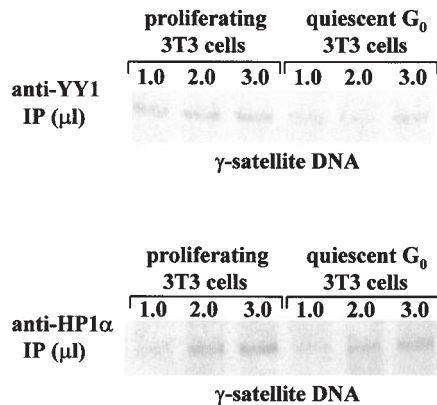 proliferating quiescent G₀
3T3 cells 3T3 cells
1.0 2.0 3.0 1.0 2.0 3.0
anti-YY1
IP (µl)
γ-satellite DNA
proliferating quiescent G₀
3T3 cells 3T3 cells
1.0 2.0 3.0 1.0 2.0 3.0
anti-HP1α
IP (µl)
γ-satellite DNA